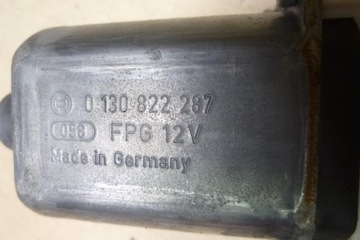 0 130 822 287
058 FPG 12V
Made in Germany